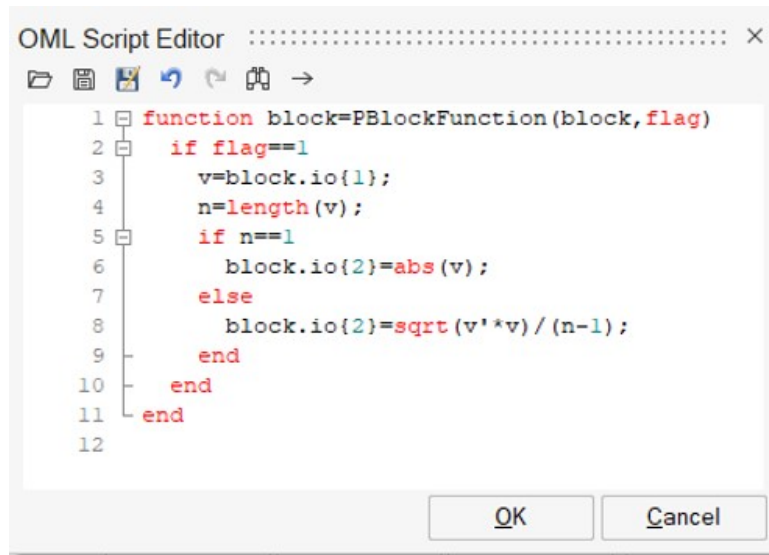 OML Script Editor
1 function block=PBlockFunction(block,flag)
2 if flag==1
3 v=block.io{1};
4 n=length(v);
5 if n==1
6 block.io{2}=abs(v);
7 else
8 block.io{2}=sqrt(v'*v)/(n-1);
9 end
10 end
11 end
12
OK Cancel